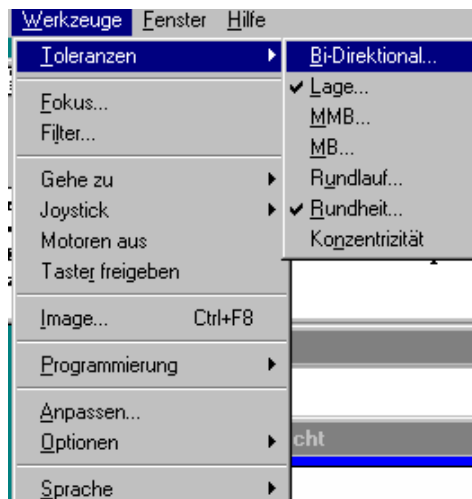 Werkzeuge Fenster Hilfe
Toleranzen
Fokus...
Filter...
Gehe zu
Joystick
Motoren aus
Taster freigeben
Image... Ctrl+F8
Programmierung
Anpassen...
Optionen
Sprache
Bi-Direktional...
Lage...
MMB...
MB...
Rundlauf...
Rundheit...
Konzentrizität
cht